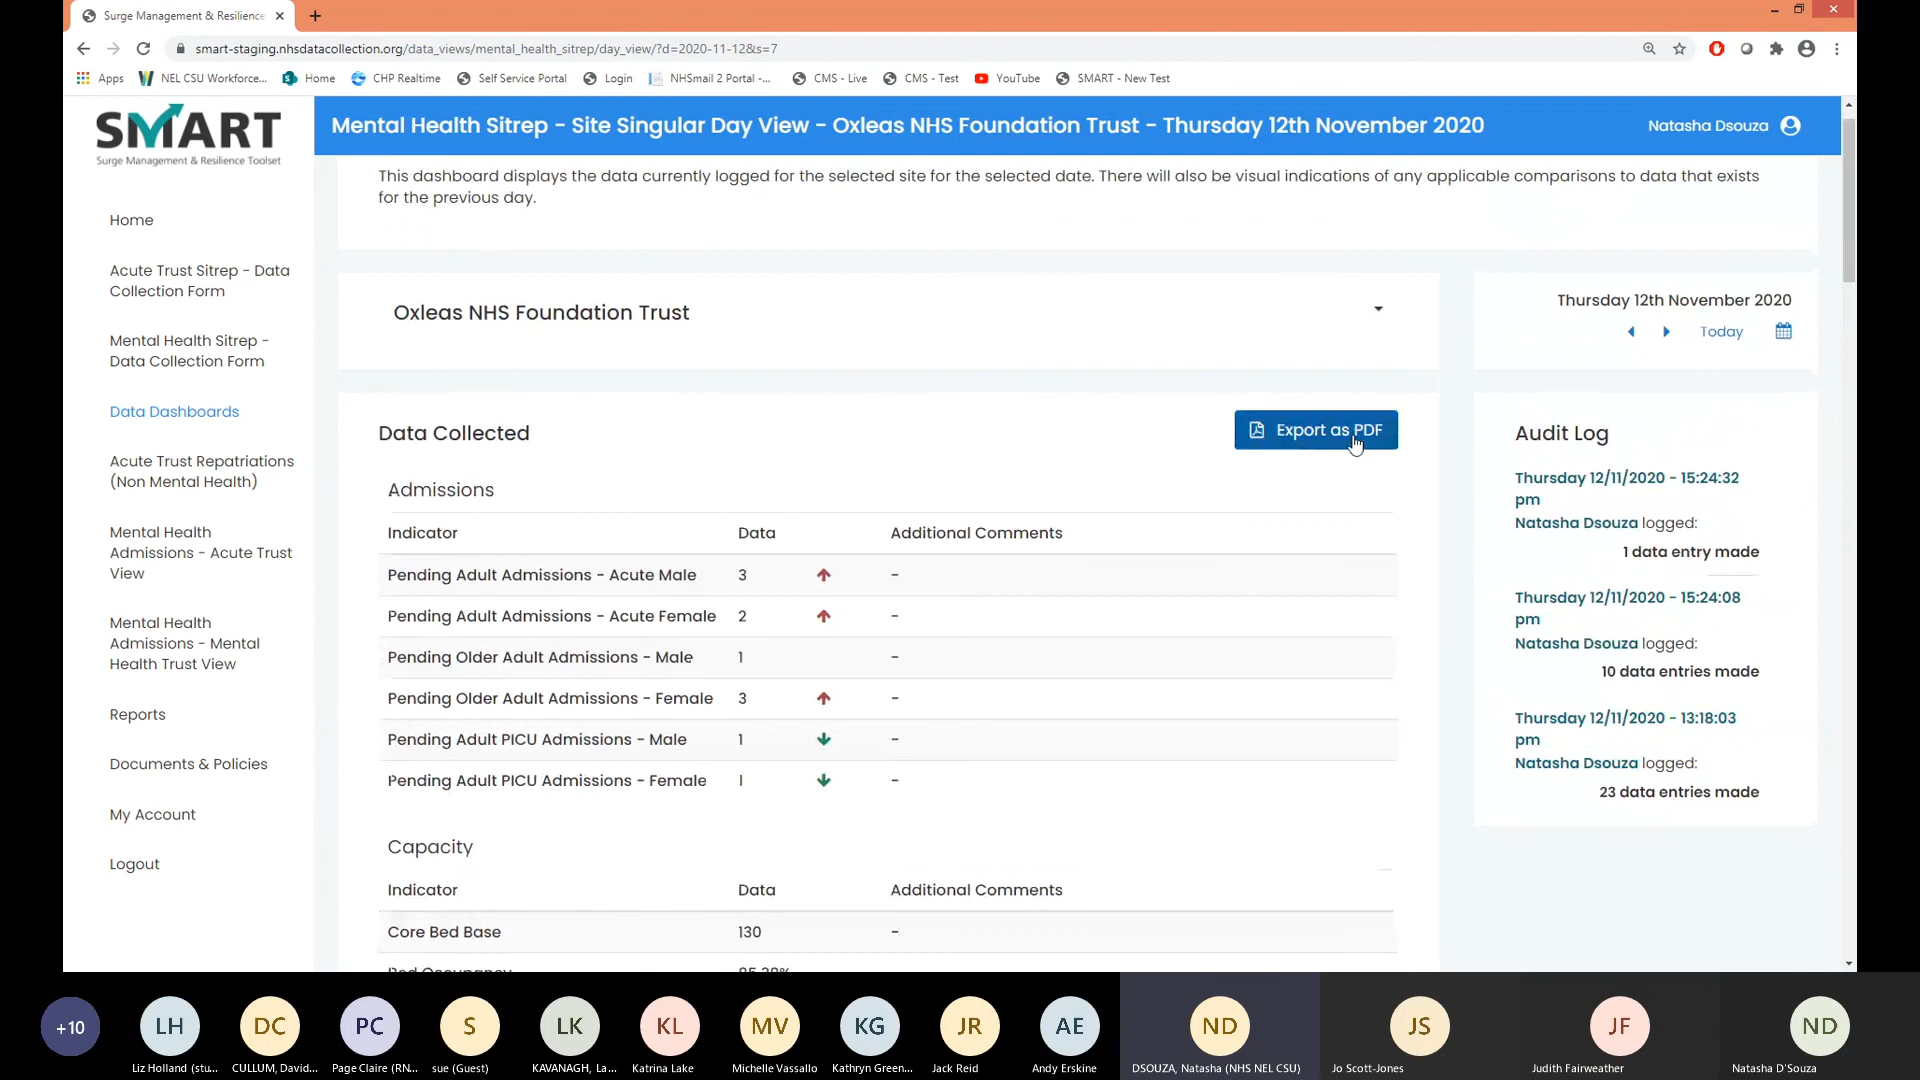 Surge Management & Resilience
smart-staging.nhsdatacollection.org/data_views/mental_health_sitrep/day_view/?d=2020-11-12&s=7
Apps
NEL CSU Workforce...
Home
CHP Realtime
Self Service Portal
Login
NHSmail 2 Portal -...
CMS - Live
CMS - Test
YouTube
SMART - New Test
SMART
Surge Management & Resilience Toolset
Mental Health Sitrep - Site Singular Day View - Oxleas NHS Foundation Trust - Thursday 12th November 2020
Natasha Dsouza
Home
Acute Trust Sitrep - Data
Collection Form
Mental Health Sitrep -
Data Collection Form
Data Dashboards
Acute Trust Repatriations
(Non Mental Health)
Mental Health
Admissions - Acute Trust
View
Mental Health
Admissions - Mental
Health Trust View
Reports
Documents & Policies
My Account
Logout
This dashboard displays the data currently logged for the selected site for the selected date. There will also be visual indications of any applicable comparisons to data that exists
for the previous day.
Oxleas NHS Foundation Trust
Thursday 12th November 2020
Today
Data Collected
Export as PDF
Admissions
Indicator Data Additional Comments
Pending Adult Admissions - Acute Male 3 -
Pending Adult Admissions - Acute Female 2 -
Pending Older Adult Admissions - Male 1 -
Pending Older Adult Admissions - Female 3 -
Pending Adult PICU Admissions - Male 1 -
Pending Adult PICU Admissions - Female 1 -
Capacity
Indicator Data Additional Comments
Core Bed Base 130 -
Bed Occupancy 85.38%
Audit Log
Thursday 12/11/2020 - 15:24:32
pm
Natasha Dsouza logged:
1 data entry made
Thursday 12/11/2020 - 15:24:08
pm
Natasha Dsouza logged:
10 data entries made
Thursday 12/11/2020 - 13:18:03
pm
Natasha Dsouza logged:
23 data entries made
+10
LH
Liz Holland (stu...
DC
CULLUM, David...
PC
Page Claire (RN...
S
sue (Guest)
LK
KAVANAGH, La...
KL
Katrina Lake
MV
Michelle Vassallo
KG
Kathryn Green...
JR
Jack Reid
AE
Andy Erskine
ND
DSOUZA, Natasha (NHS NEL CSU)
JS
Jo Scott-Jones
JF
Judith Fairweather
ND
Natasha D'Souza